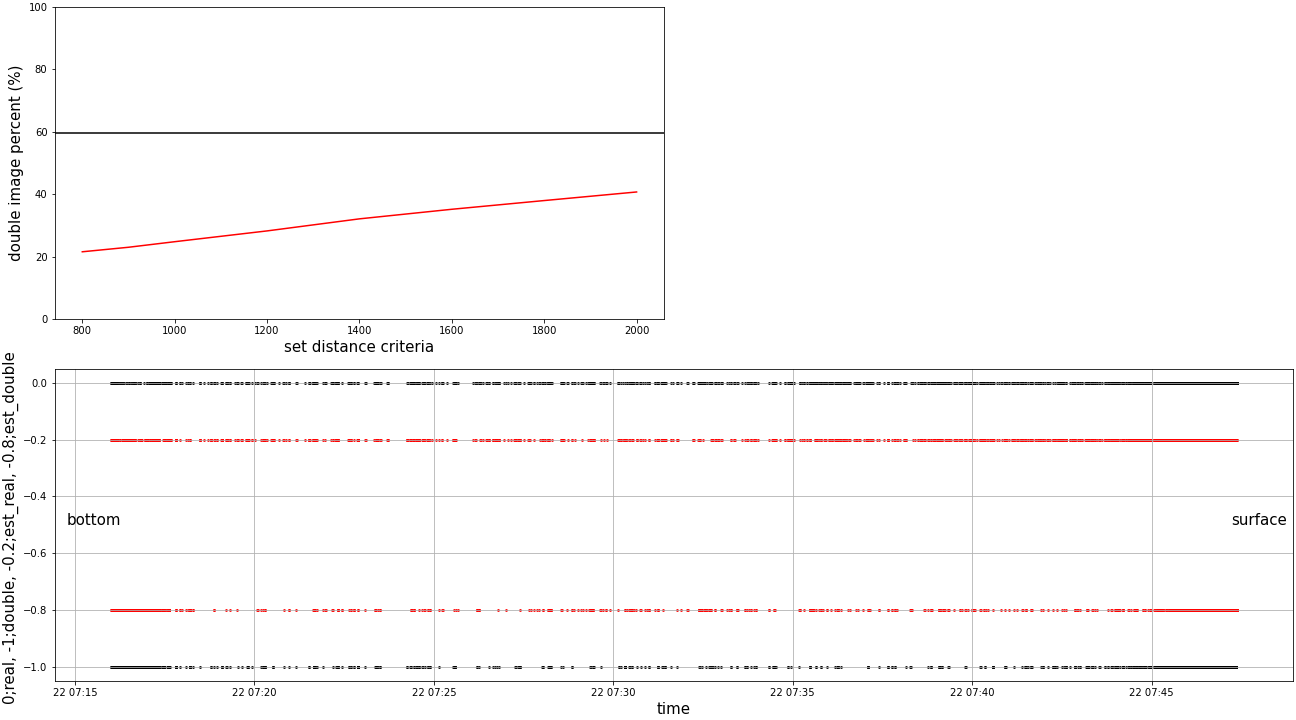 100
80
60
40
20
0
double image percent (%)
800 1000 1200 1400 1600 1800 2000
set distance criteria
0;real, -1;double, -0.2;est_real, -0.8;est_double
0.0
−0.2
−0.4
bottom surface
−0.6
−0.8
−1.0
22 07:15 22 07:20 22 07:25 22 07:30 22 07:35 22 07:40 22 07:45
time